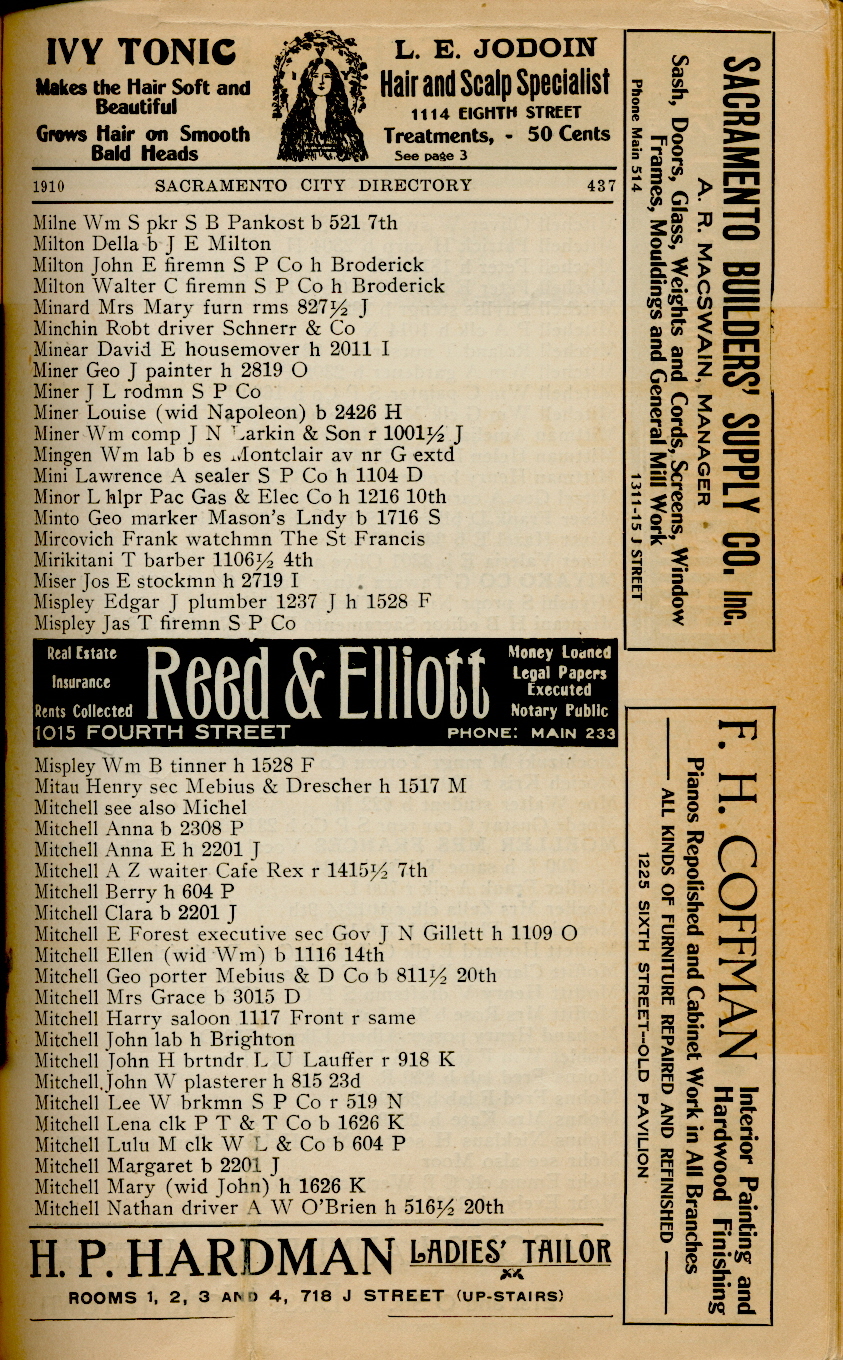 IVY TONIC
Makes the Hair Soft and
Beautiful
Grows Hair on Smooth
Bald Heads
L. E. JODOIN
Hair and Scalp Specialist
1114 EIGHTH STREET
Treatments, - 50 Cents
See page 3
1910 SACRAMENTO CITY DIRECTORY 437
Milne Wm S pkr S B Pankost b 521 7th
Milton Della b J E Milton
Milton John E firemn S P Co h Broderick
Milton Walter C firemn S P Co h Broderick
Minard Mrs Mary furn rms 827½ J
Minchin Robt driver Schnerr & Co
Minear David E housemover h 2011 I
Miner Geo J painter h 2819 O
Miner J L rodmn S P Co
Miner Louise (wid Napoleon) b 2426 H
Miner Wm comp J N Larkin & Son r 1001½ J
Mingen Wm lab b es Montclair av nr G extd
Mini Lawrence A sealer S P Co h 1104 D
Minor L hlpr Pac Gas & Elec Co h 1216 10th
Minto Geo marker Mason's Lndy b 1716 S
Mircovich Frank watchmn The St Francis
Mirikitani T barber 1106½ 4th
Miser Jos E stockmn h 2719 I
Mispley Edgar J plumber 1237 J h 1528 F
Mispley Jas T firemn S P Co
Real Estate
Insurance
Rents Collected
Reed & Elliott
Money Loaned
Legal Papers
Executed
Notary Public
1015 FOURTH STREET PHONE: MAIN 233
Mispley Wm B tinner h 1528 F
Mitau Henry sec Mebius & Drescher h 1517 M
Mitchell see also Michel
Mitchell Anna b 2308 P
Mitchell Anna E h 2201 J
Mitchell A Z waiter Cafe Rex r 1415½ 7th
Mitchell Berry h 604 P
Mitchell Clara b 2201 J
Mitchell E Forest executive sec Gov J N Gillett h 1109 O
Mitchell Ellen (wid Wm) b 1116 14th
Mitchell Geo porter Mebius & D Co b 811½ 20th
Mitchell Mrs Grace b 3015 D
Mitchell Harry saloon 1117 Front r same
Mitchell John lab h Brighton
Mitchell John H brtndr L U Lauffer r 918 K
Mitchell John W plasterer h 815 23d
Mitchell Lee W brkmn S P Co r 519 N
Mitchell Lena clk P T & T Co b 1626 K
Mitchell Lulu M clk W L & Co b 604 P
Mitchell Margaret b 2201 J
Mitchell Mary (wid John) h 1626 K
Mitchell Nathan driver A W O'Brien h 516½ 20th
H. P. HARDMAN LADIES' TAILOR
ROOMS 1, 2, 3 AND 4, 718 J STREET (UP-STAIRS)
SACRAMENTO BUILDERS' SUPPLY CO. Inc.
A. R. MACSWAIN, MANAGER
Sash, Doors, Glass, Weights and Cords, Screens, Window
Frames, Mouldings and General Mill Work
Phone Main 514 1311-15 J STREET
F. H. COFFMAN Interior Painting and
Hardwood Finishing
Pianos Repolished and Cabinet Work in All Branches
ALL KINDS OF FURNITURE REPAIRED AND REFINISHED
1225 SIXTH STREET--OLD PAVILION